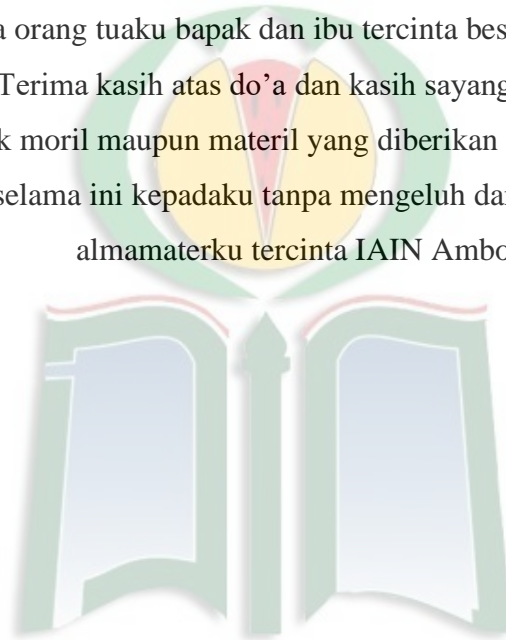 a orang tuaku bapak dan ibu tercinta bes
Terima kasih atas do’a dan kasih sayang
k moril maupun materil yang diberikan
selama ini kepadaku tanpa mengeluh da
almamaterku tercinta IAIN Ambo